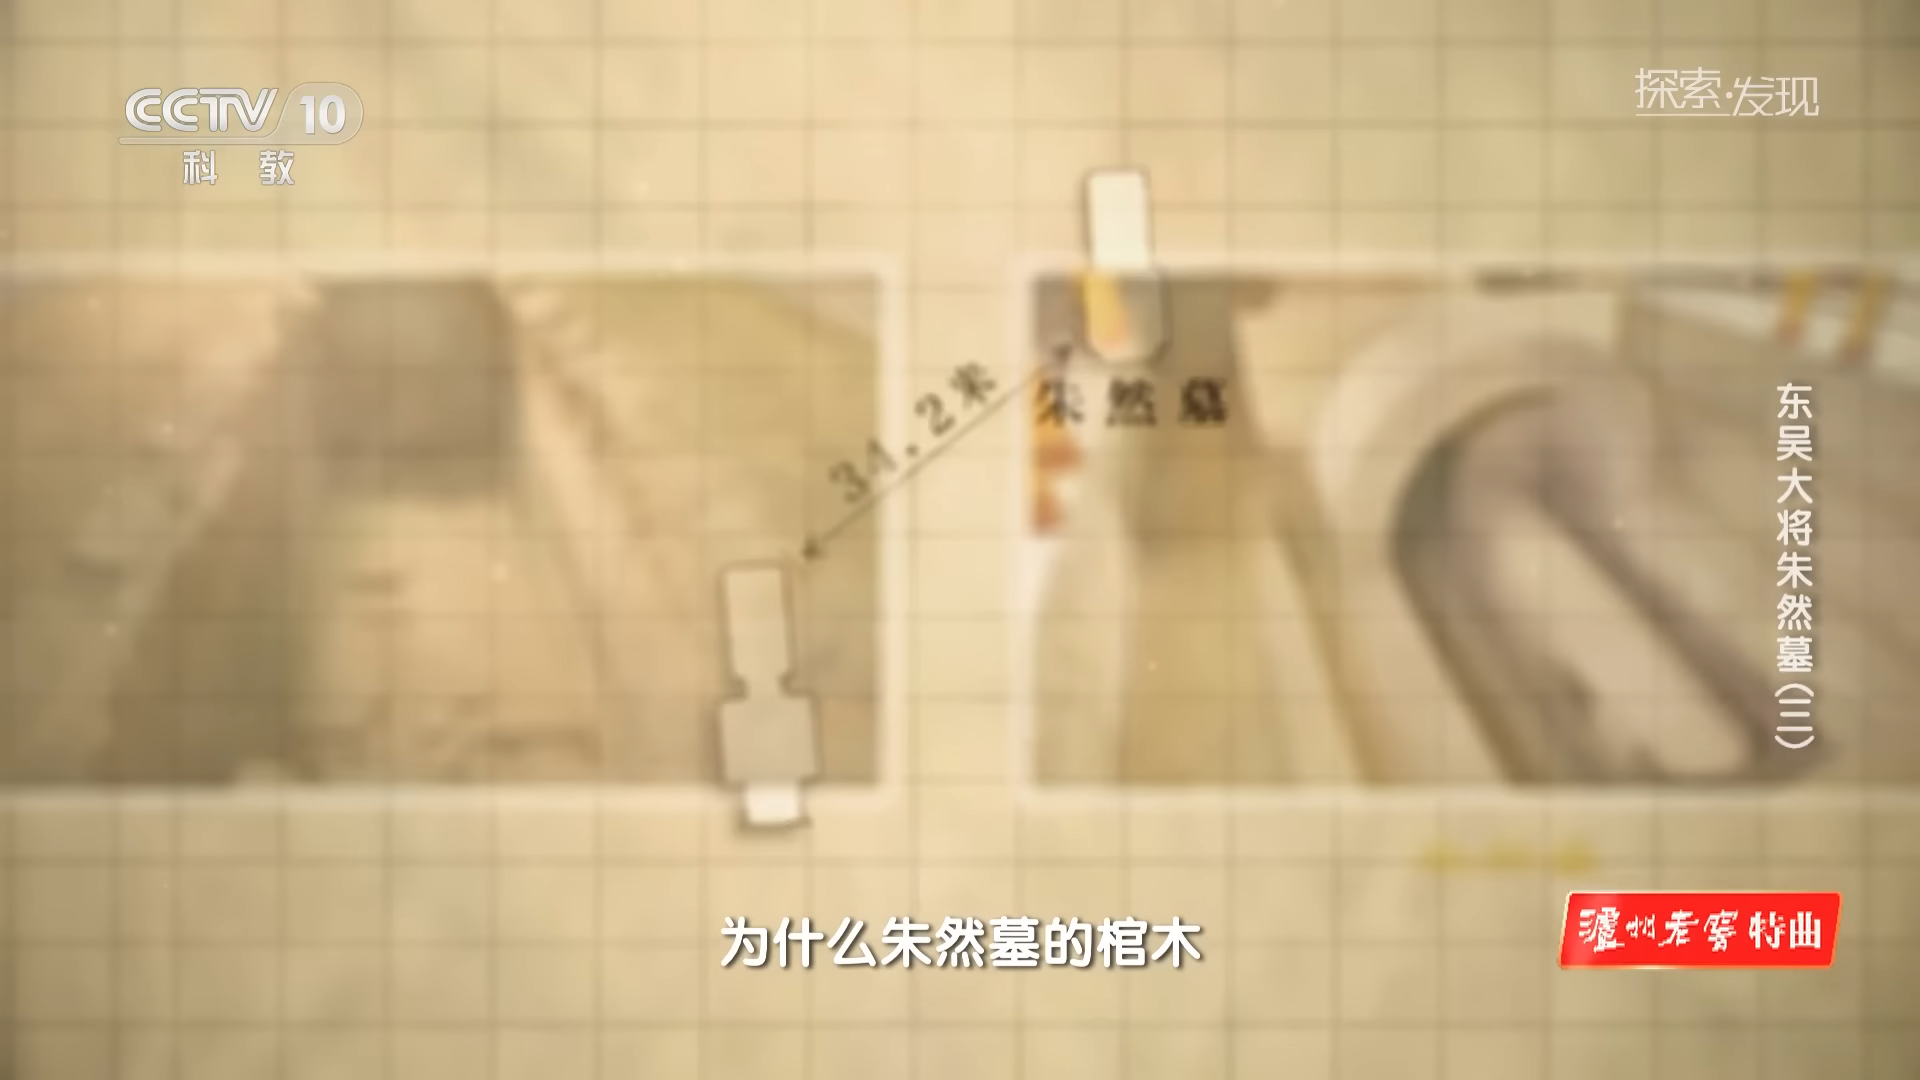 CCTV 10
科 教
探索·发现
34.2米
朱然墓
东吴大将朱然墓(三)
泸州老窖 特曲
为什么朱然墓的棺木